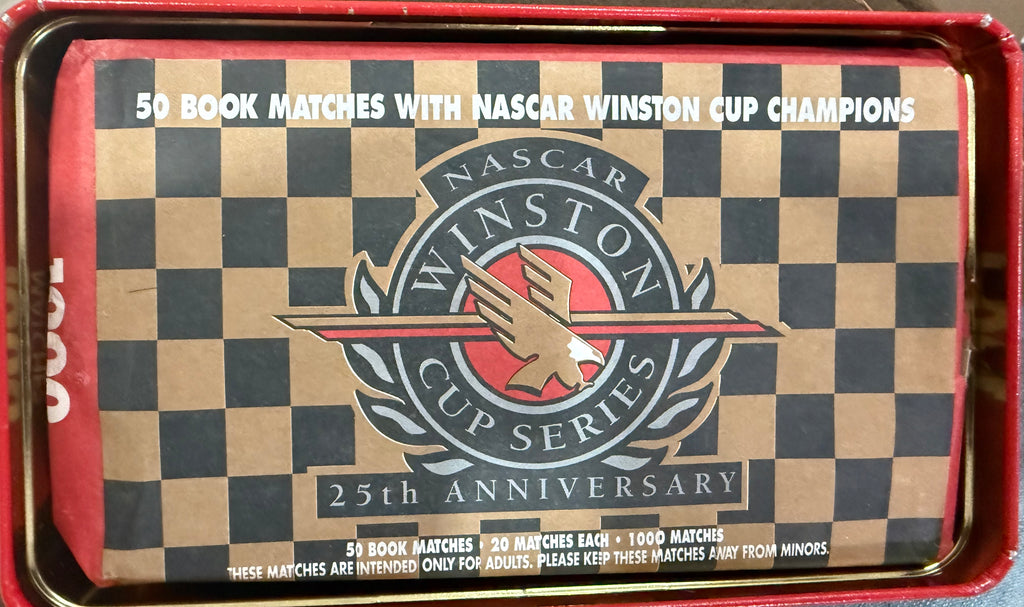 50 BOOK MATCHES WITH NASCAR WINSTON CUP CHAMPIONS
NASCAR
WINSTON
CUP SERIES
25th ANNIVERSARY
50 BOOK MATCHES • 20 MATCHES EACH • 1000 MATCHES
THESE MATCHES ARE INTENDED ONLY FOR ADULTS. PLEASE KEEP THESE MATCHES AWAY FROM MINORS.